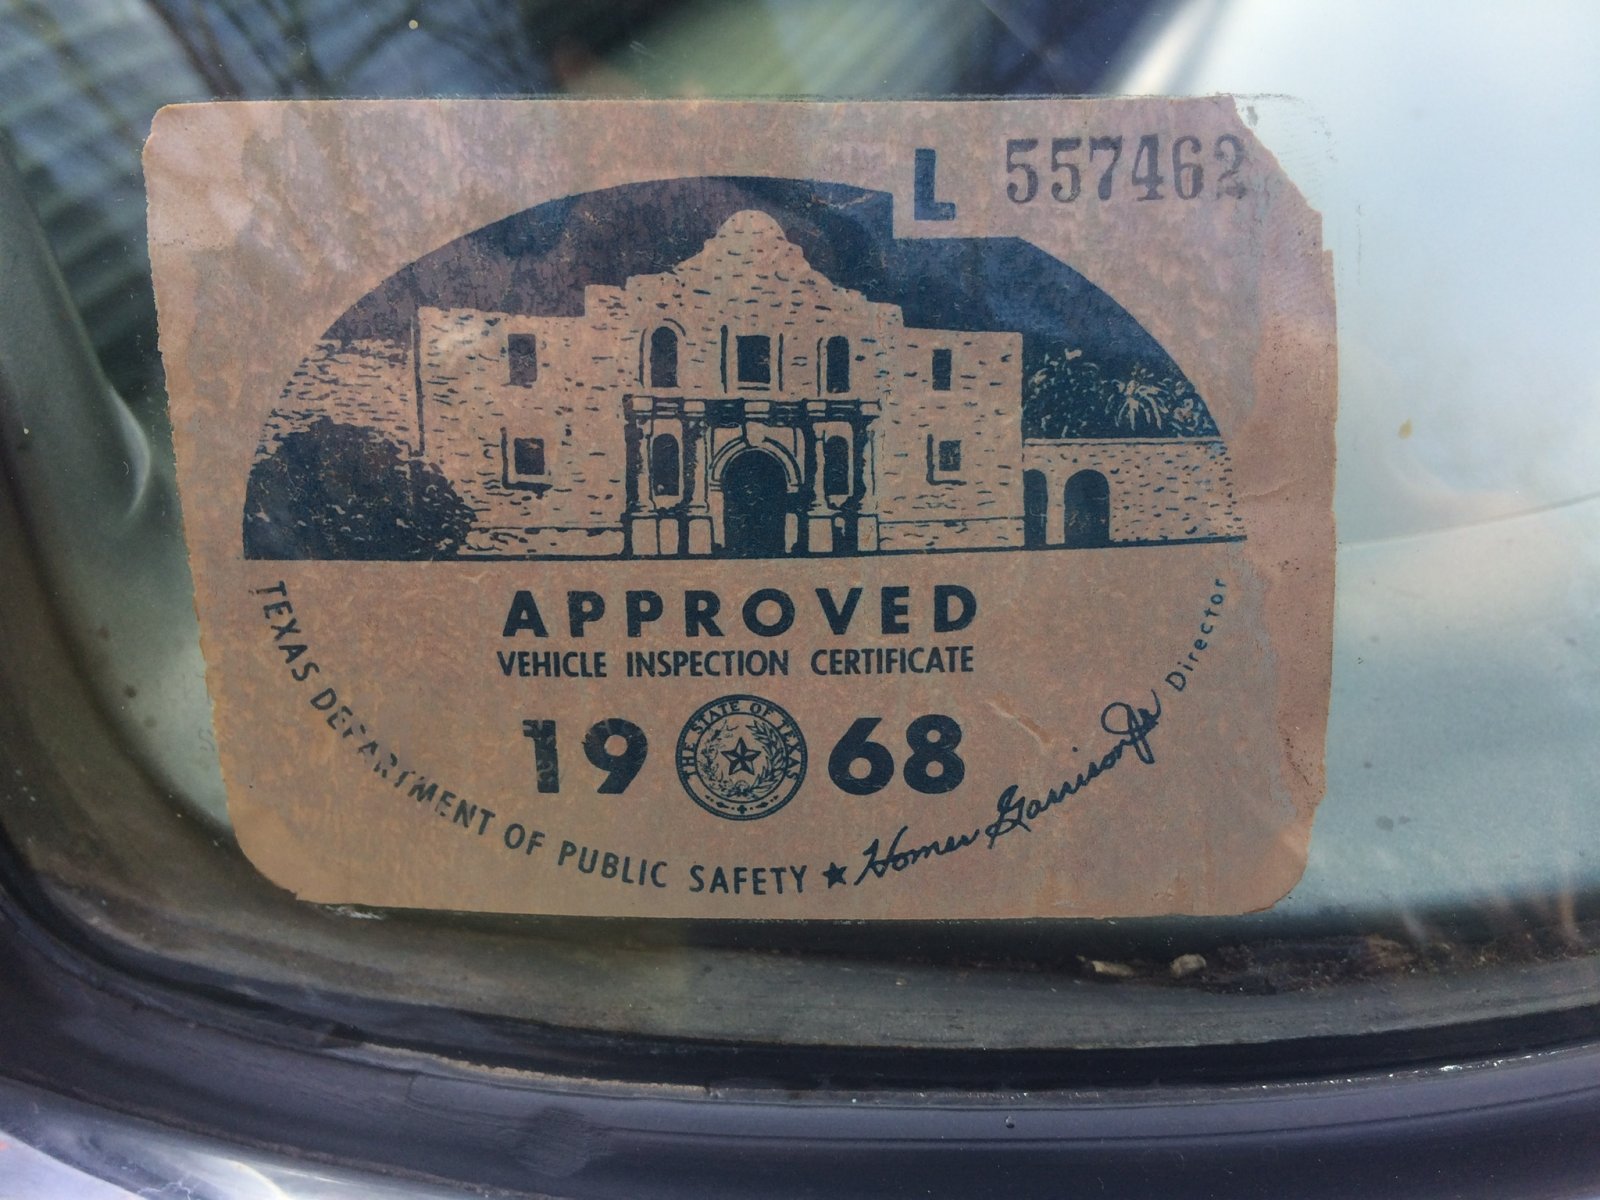 L 557462
APPROVED
VEHICLE INSPECTION CERTIFICATE
19 68
THE STATE OF TEXAS
TEXAS DEPARTMENT OF PUBLIC SAFETY ★ Homer Garrison Jr Director